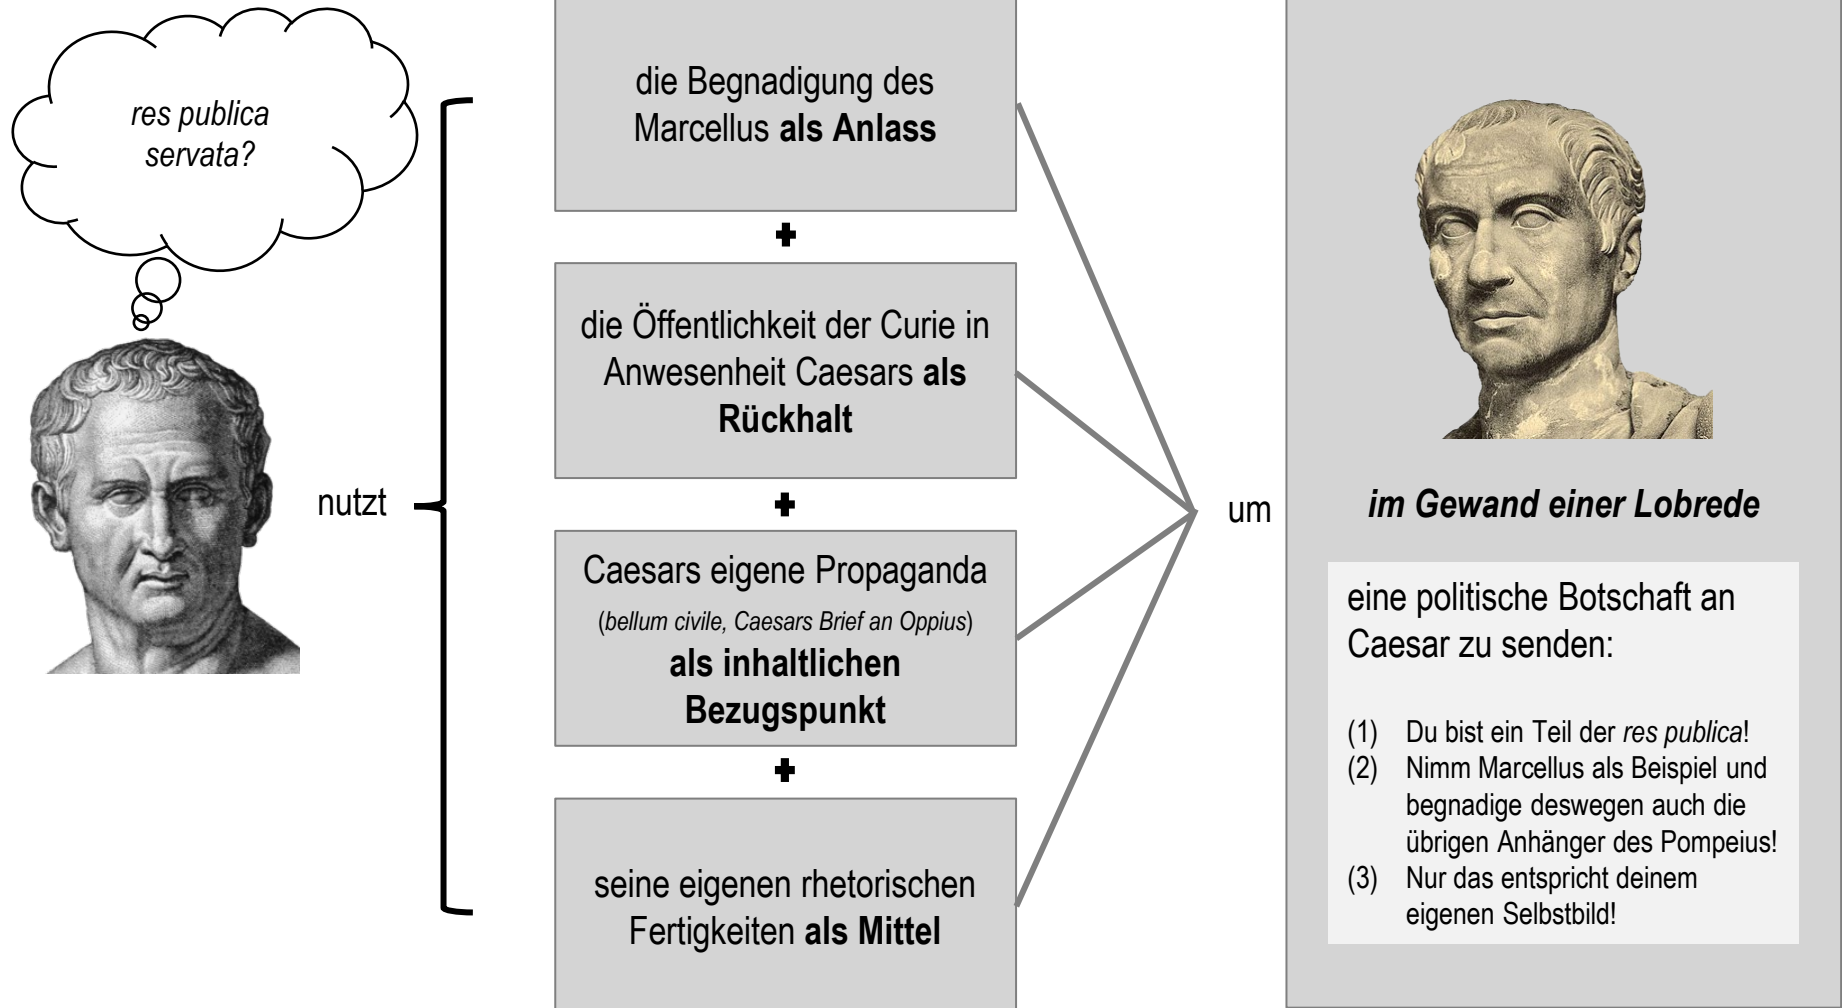 res publica
servata?
nutzt
die Begnadigung des
Marcellus als Anlass
+
die Öffentlichkeit der Curie in
Anwesenheit Caesars als
Rückhalt
+
Caesars eigene Propaganda
(bellum civile, Caesars Brief an Oppius)
als inhaltlichen
Bezugspunkt
+
seine eigenen rhetorischen
Fertigkeiten als Mittel
um
im Gewand einer Lobrede
eine politische Botschaft an
Caesar zu senden:
(1) Du bist ein Teil der res publica!
(2) Nimm Marcellus als Beispiel und
begnadige deswegen auch die
übrigen Anhänger des Pompeius!
(3) Nur das entspricht deinem
eigenen Selbstbild!